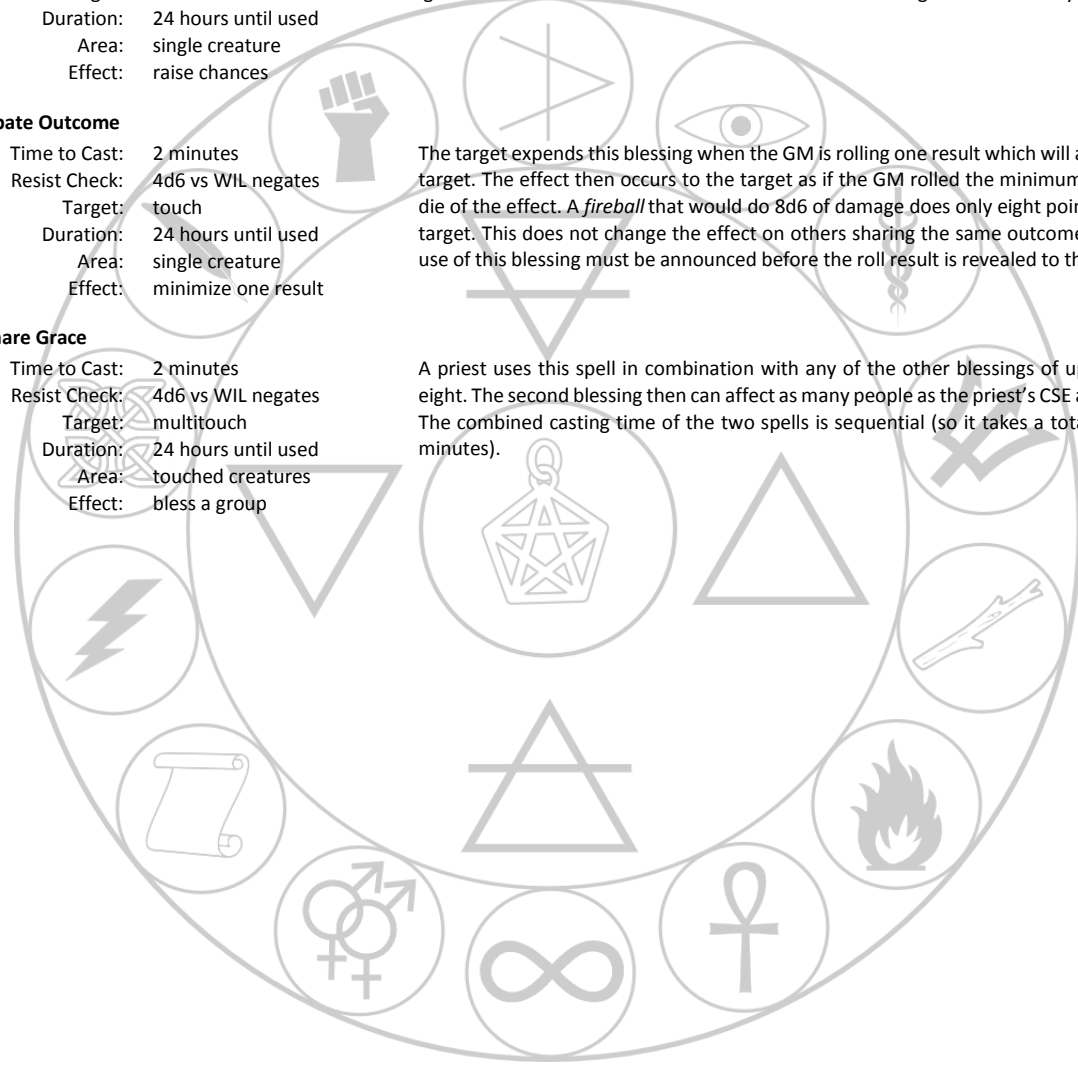 Duration: 24 hours until used
Area: single creature
Effect: raise chances
bate Outcome
Time to Cast: 2 minutes
Resist Check: 4d6 vs WIL negates
Target: touch
Duration: 24 hours until used
Area: single creature
Effect: minimize one result
The target expends this blessing when the GM is rolling one result which will a
target. The effect then occurs to the target as if the GM rolled the minimum
die of the effect. A fireball that would do 8d6 of damage does only eight poin
target. This does not change the effect on others sharing the same outcome
use of this blessing must be announced before the roll result is revealed to th
are Grace
Time to Cast: 2 minutes
Resist Check: 4d6 vs WIL negates
Target: multitouch
Duration: 24 hours until used
Area: touched creatures
Effect: bless a group
A priest uses this spell in combination with any of the other blessings of up
eight. The second blessing then can affect as many people as the priest's CSE a
The combined casting time of the two spells is sequential (so it takes a tota
minutes).